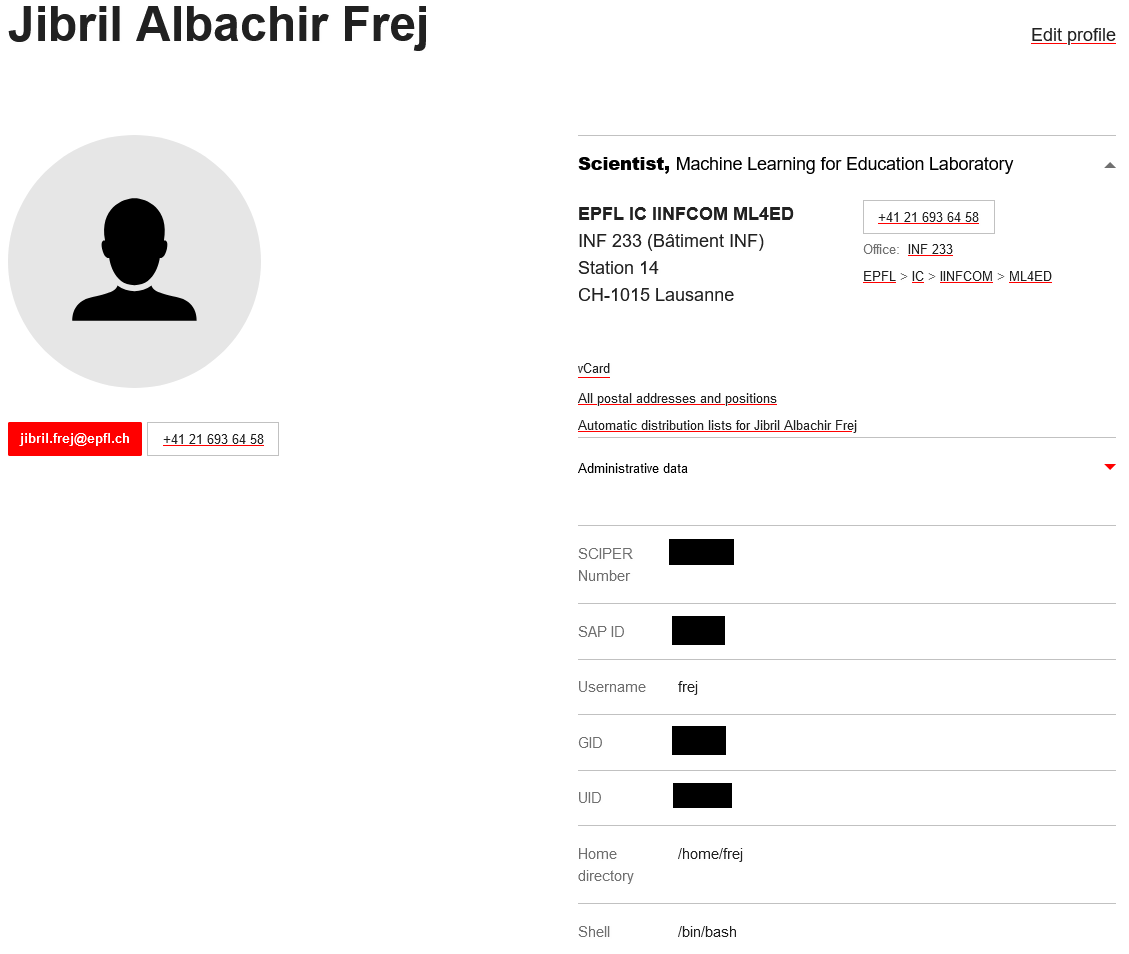 Jibril Albachir Frej
Edit profile
Scientist, Machine Learning for Education Laboratory
EPFL IC IINFCOM ML4ED
INF 233 (Bâtiment INF)
Station 14
CH-1015 Lausanne
+41 21 693 64 58
Office: INF 233
EPFL > IC > IINFCOM > ML4ED
vCard
All postal addresses and positions
Automatic distribution lists for Jibril Albachir Frej
jibril.frej@epfl.ch
+41 21 693 64 58
Administrative data
SCIPER
Number
SAP ID
Username frej
GID
UID
Home /home/frej
directory
Shell /bin/bash